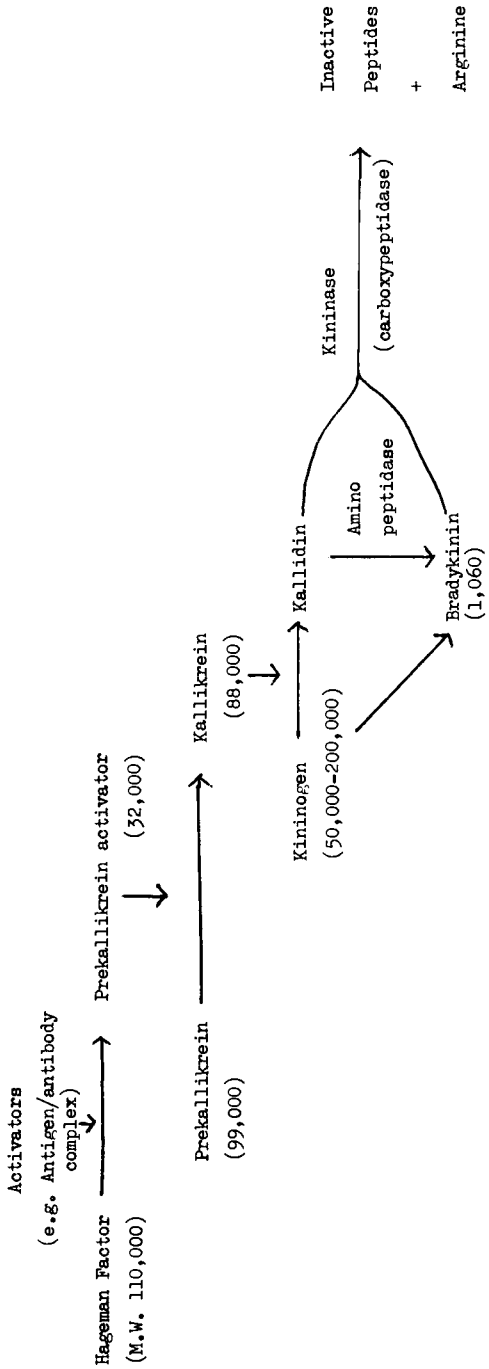 Activators
(e.g. Antigen/antibody
complex)
Hageman Factor
(M.W. 110,000)
Prekallikrein activator
(32,000)
Prekallikrein
(99,000)
Kallikrein
(88,000)
Kininogen
(50,000-200,000)
Kallidin
Amino
peptidase
Bradykinin
(1,060)
Kininase
(carboxypeptidase)
Inactive
Peptides
+
Arginine